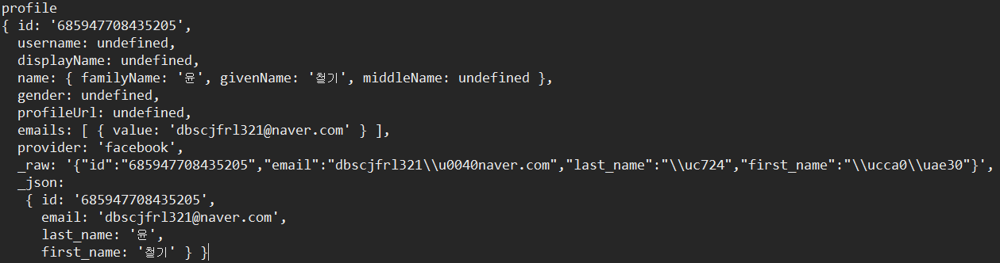 profile
{ id: '685947708435205',
  username: undefined,
  displayName: undefined,
  name: { familyName: '윤', givenName: '철기', middleName: undefined },
  gender: undefined,
  profileUrl: undefined,
  emails: [ { value: 'dbscjfrl321@naver.com' } ],
  provider: 'facebook',
  _raw: '{"id":"685947708435205","email":"dbscjfrl321\\u0040naver.com","last_name":"\\uc724","first_name":"\\ucca0\\uae30"}',
  _json:
   { id: '685947708435205',
     email: 'dbscjfrl321@naver.com',
     last_name: '윤',
     first_name: '철기' } }